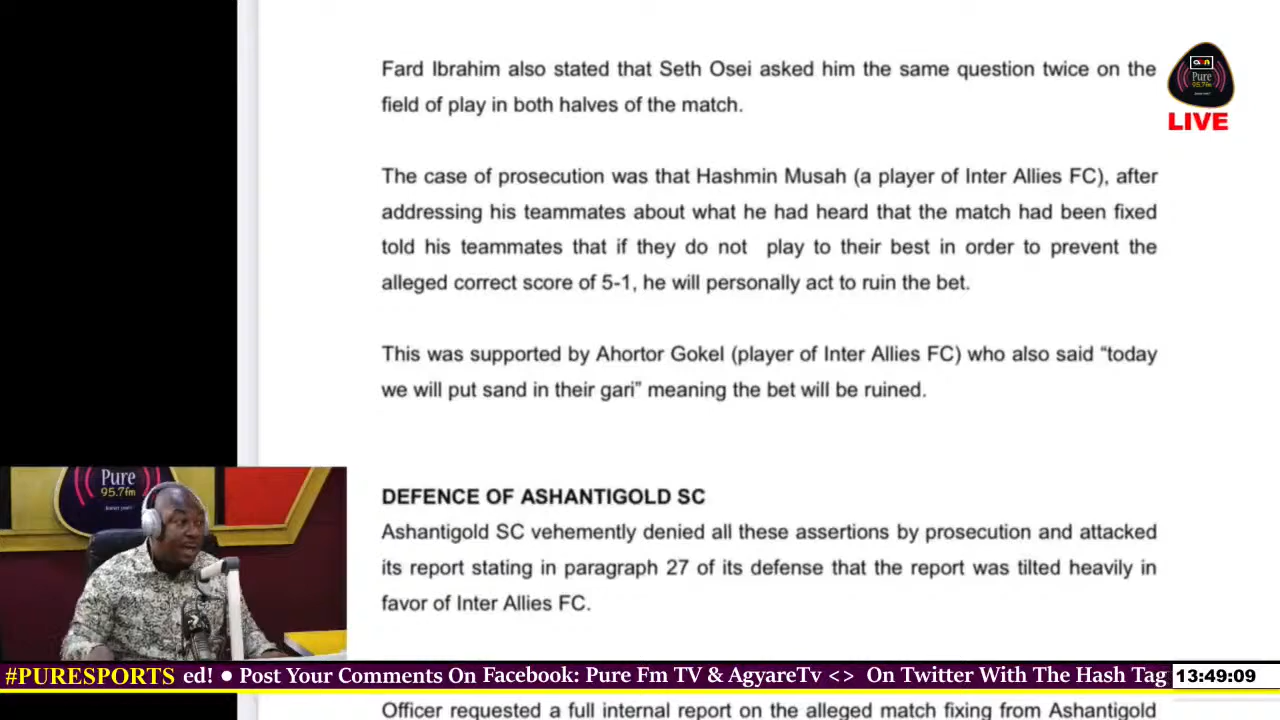 Fard Ibrahim also stated that Seth Osei asked him the same question twice on the
field of play in both halves of the match.
The case of prosecution was that Hashmin Musah (a player of Inter Allies FC), after
addressing his teammates about what he had heard that the match had been fixed
told his teammates that if they do not play to their best in order to prevent the
alleged correct score of 5-1, he will personally act to ruin the bet.
This was supported by Ahortor Gokel (player of Inter Allies FC) who also said “today
we will put sand in their gari” meaning the bet will be ruined.
DEFENCE OF ASHANTIGOLD SC
Ashantigold SC vehemently denied all these assertions by prosecution and attacked
its report stating in paragraph 27 of its defense that the report was tilted heavily in
favor of Inter Allies FC.
Officer requested a full internal report on the alleged match fixing from Ashantigold
Pure
95.7fm
LIVE
Pure
95.7fm
#PURESPORTS ed! ● Post Your Comments On Facebook: Pure Fm TV & AgyareTv <> On Twitter With The Hash Tag 13:49:09